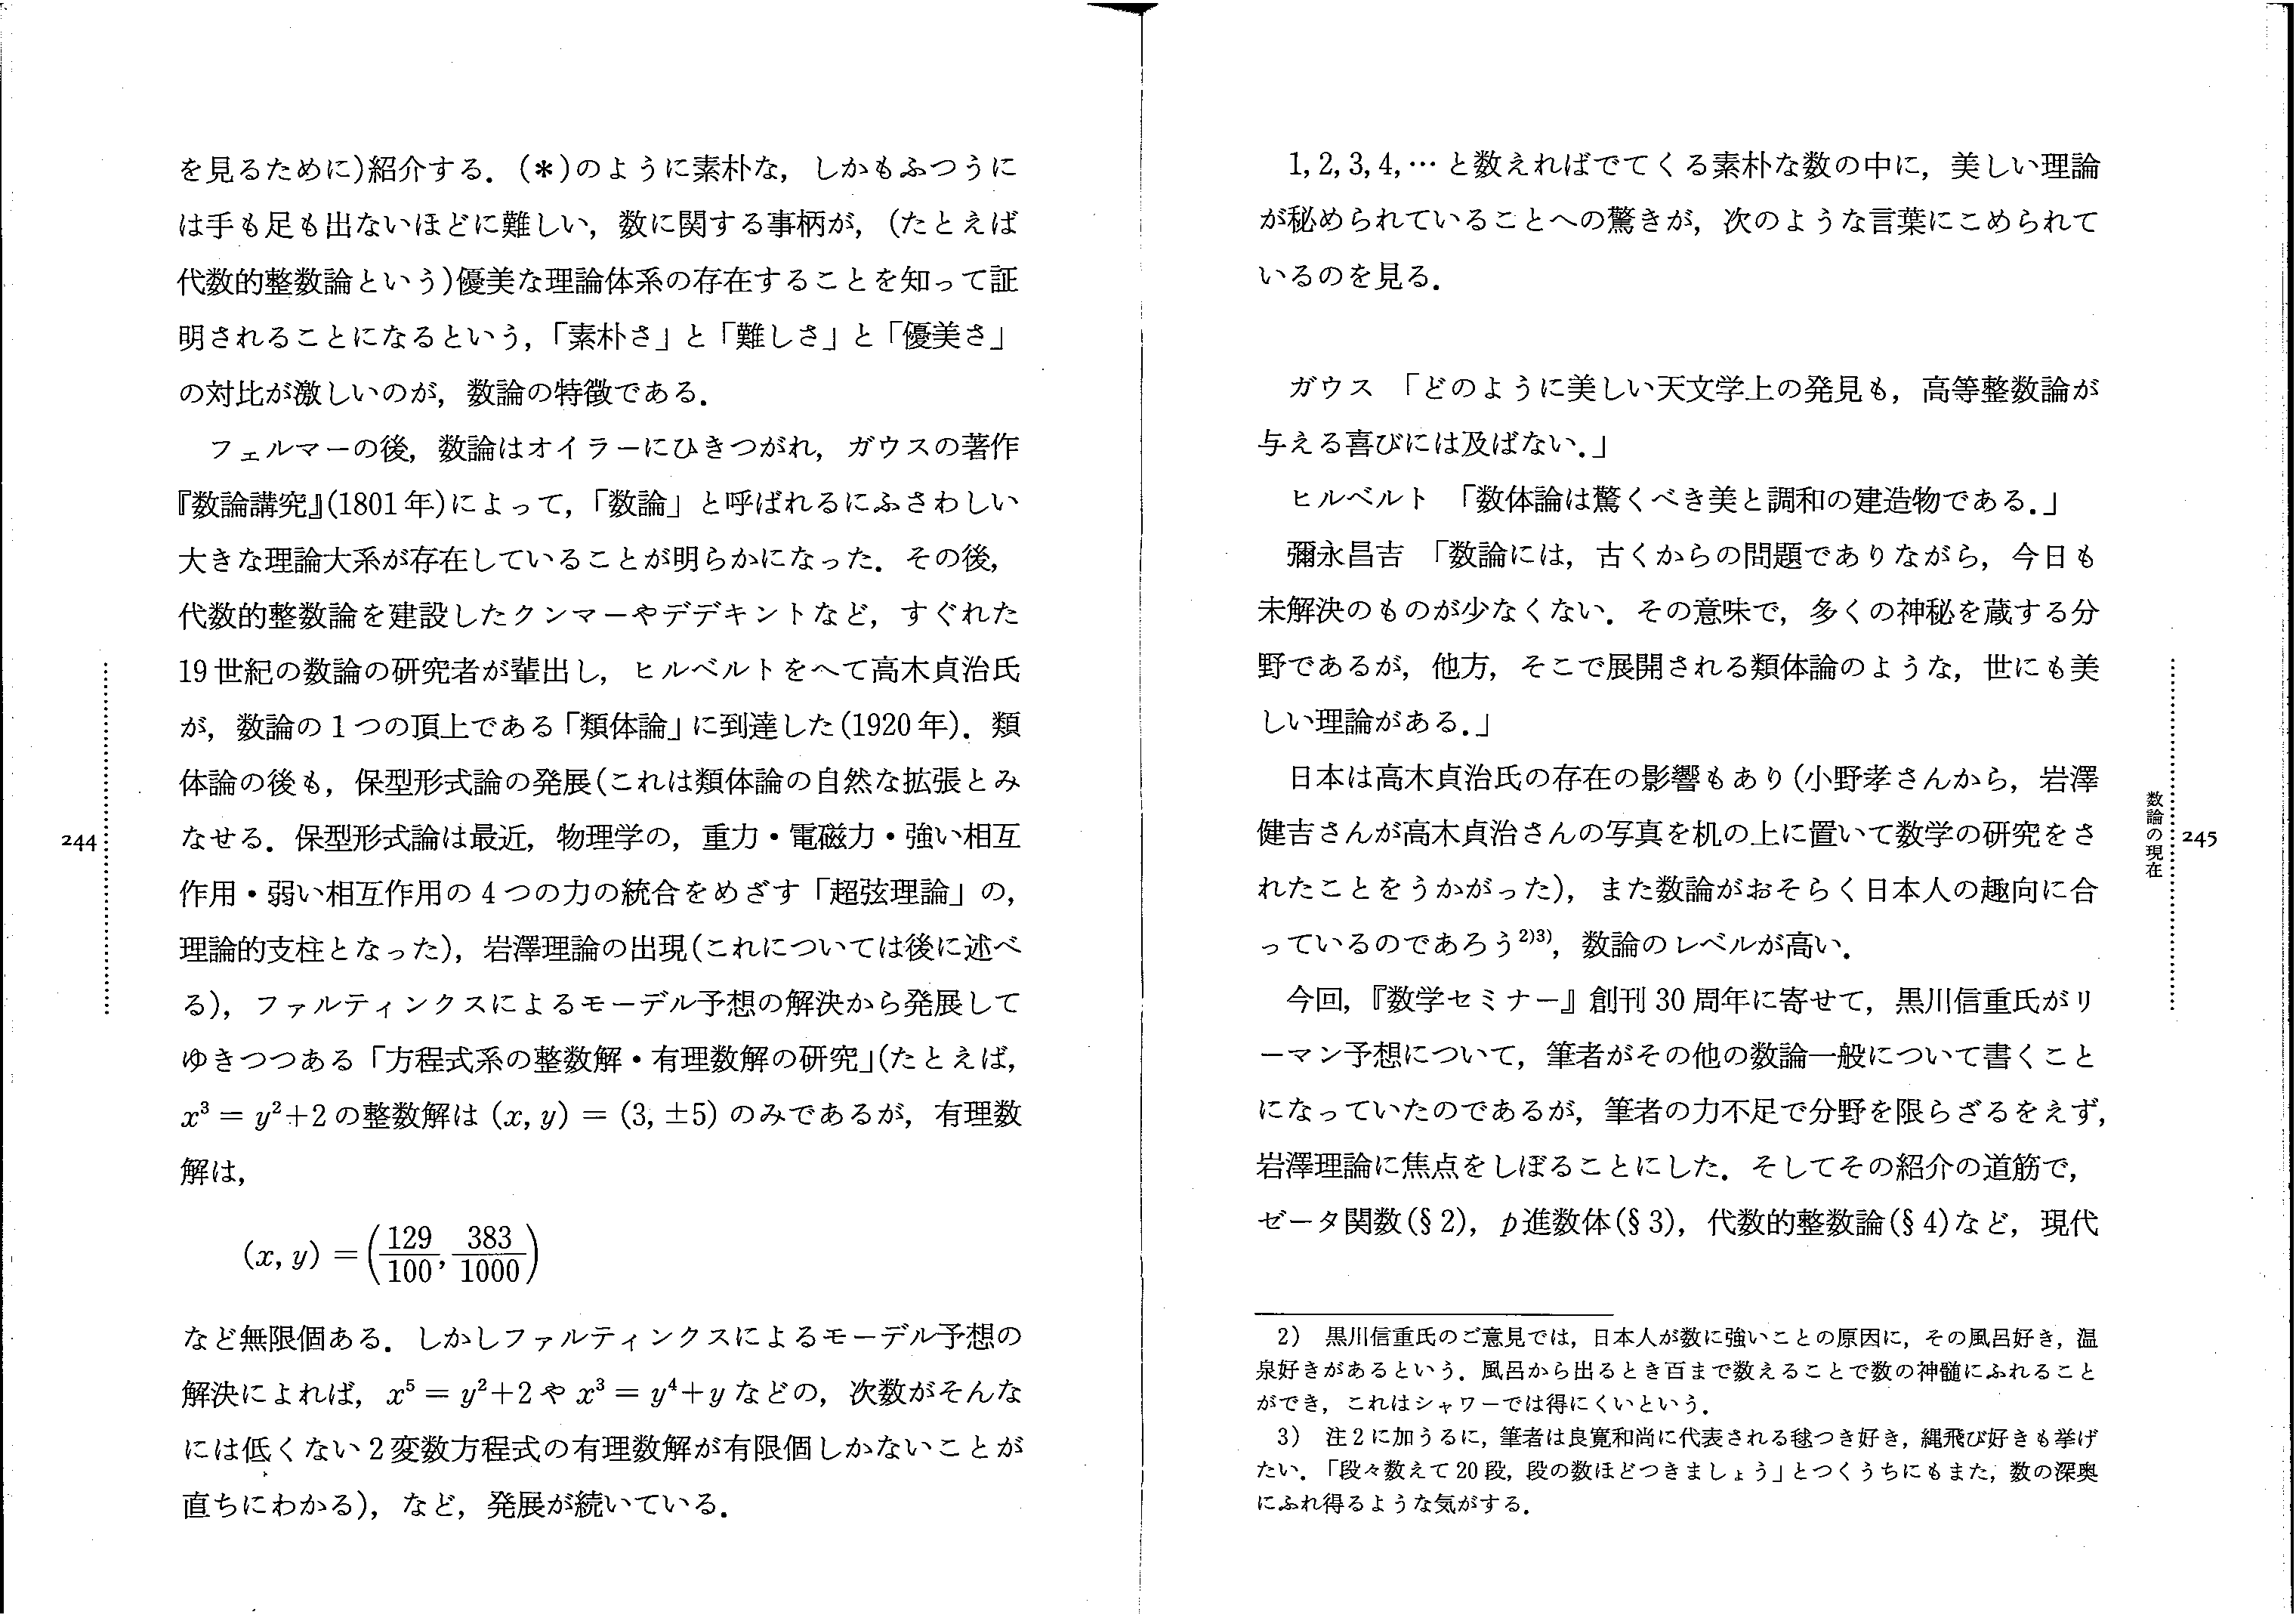 を見るために)紹介する．(＊)のように素朴な，しかもふつうに
は手も足も出ないほどに難しい，数に関する事柄が，(たとえば
代数的整数論という)優美な理論体系の存在することを知って証
明されることになるという，「素朴さ」と「難しさ」と「優美さ」
の対比が激しいのが，数論の特徴である．
フェルマーの後，数論はオイラーにひきつがれ，ガウスの著作
『数論講究』(1801年)によって，「数論」と呼ばれるにふさわしい
大きな理論大系が存在していることが明らかになった．その後，
代数的整数論を建設したクンマーやデデキントなど，すぐれた
19世紀の数論の研究者が輩出し，ヒルベルトをへて高木貞治氏
が，数論の1つの頂上である「類体論」に到達した(1920年)．類
体論の後も，保型形式論の発展(これは類体論の自然な拡張とみ
なせる．保型形式論は最近，物理学の，重力・電磁力・強い相互
作用・弱い相互作用の4つの力の統合をめざす「超弦理論」の，
理論的支柱となった)，岩澤理論の出現(これについては後に述べ
る)，ファルティンクスによるモーデル予想の解決から発展して
ゆきつつある「方程式系の整数解・有理数解の研究」(たとえば，
x³ = y²+2の整数解は (x, y) = (3, ±5) のみであるが，有理数
解は，
(x, y) = (129/100, 383/1000)
など無限個ある．しかしファルティンクスによるモーデル予想の
解決によれば，x⁵ = y²+2 や x³ = y⁴+y などの，次数がそんな
には低くない2変数方程式の有理数解が有限個しかないことが
直ちにわかる)，など，発展が続いている．
244
1, 2, 3, 4, … と数えればでてくる素朴な数の中に，美しい理論
が秘められていることへの驚きが，次のような言葉にこめられて
いるのを見る．
ガウス 「どのように美しい天文学上の発見も，高等整数論が
与える喜びには及ばない．」
ヒルベルト 「数体論は驚くべき美と調和の建造物である．」
彌永昌吉 「数論には，古くからの問題でありながら，今日も
未解決のものが少なくない．その意味で，多くの神秘を蔵する分
野であるが，他方，そこで展開される類体論のような，世にも美
しい理論がある．」
日本は高木貞治氏の存在の影響もあり(小野孝さんから，岩澤
健吉さんが高木貞治さんの写真を机の上に置いて数学の研究をさ
れたことをうかがった)，また数論がおそらく日本人の趣向に合
っているのであろう²⁾³⁾，数論のレベルが高い．
今回，『数学セミナー』創刊30周年に寄せて，黒川信重氏がリ
ーマン予想について，筆者がその他の数論一般について書くこと
になっていたのであるが，筆者の力不足で分野を限らざるをえず，
岩澤理論に焦点をしぼることにした．そしてその紹介の道筋で，
ゼータ関数(§2)，p進数体(§3)，代数的整数論(§4)など，現代
2) 黒川信重氏のご意見では，日本人が数に強いことの原因に，その風呂好き，温
泉好きがあるという．風呂から出るとき百まで数えることで数の神髄にふれること
ができ，これはシャワーでは得にくいという．
3) 注2に加うるに，筆者は良寛和尚に代表される毬つき好き，縄飛び好きも挙げ
たい．「段々数えて20段，段の数ほどつきましょう」とつくうちにもまた，数の深奥
にふれ得るような気がする．
数論の現在
245